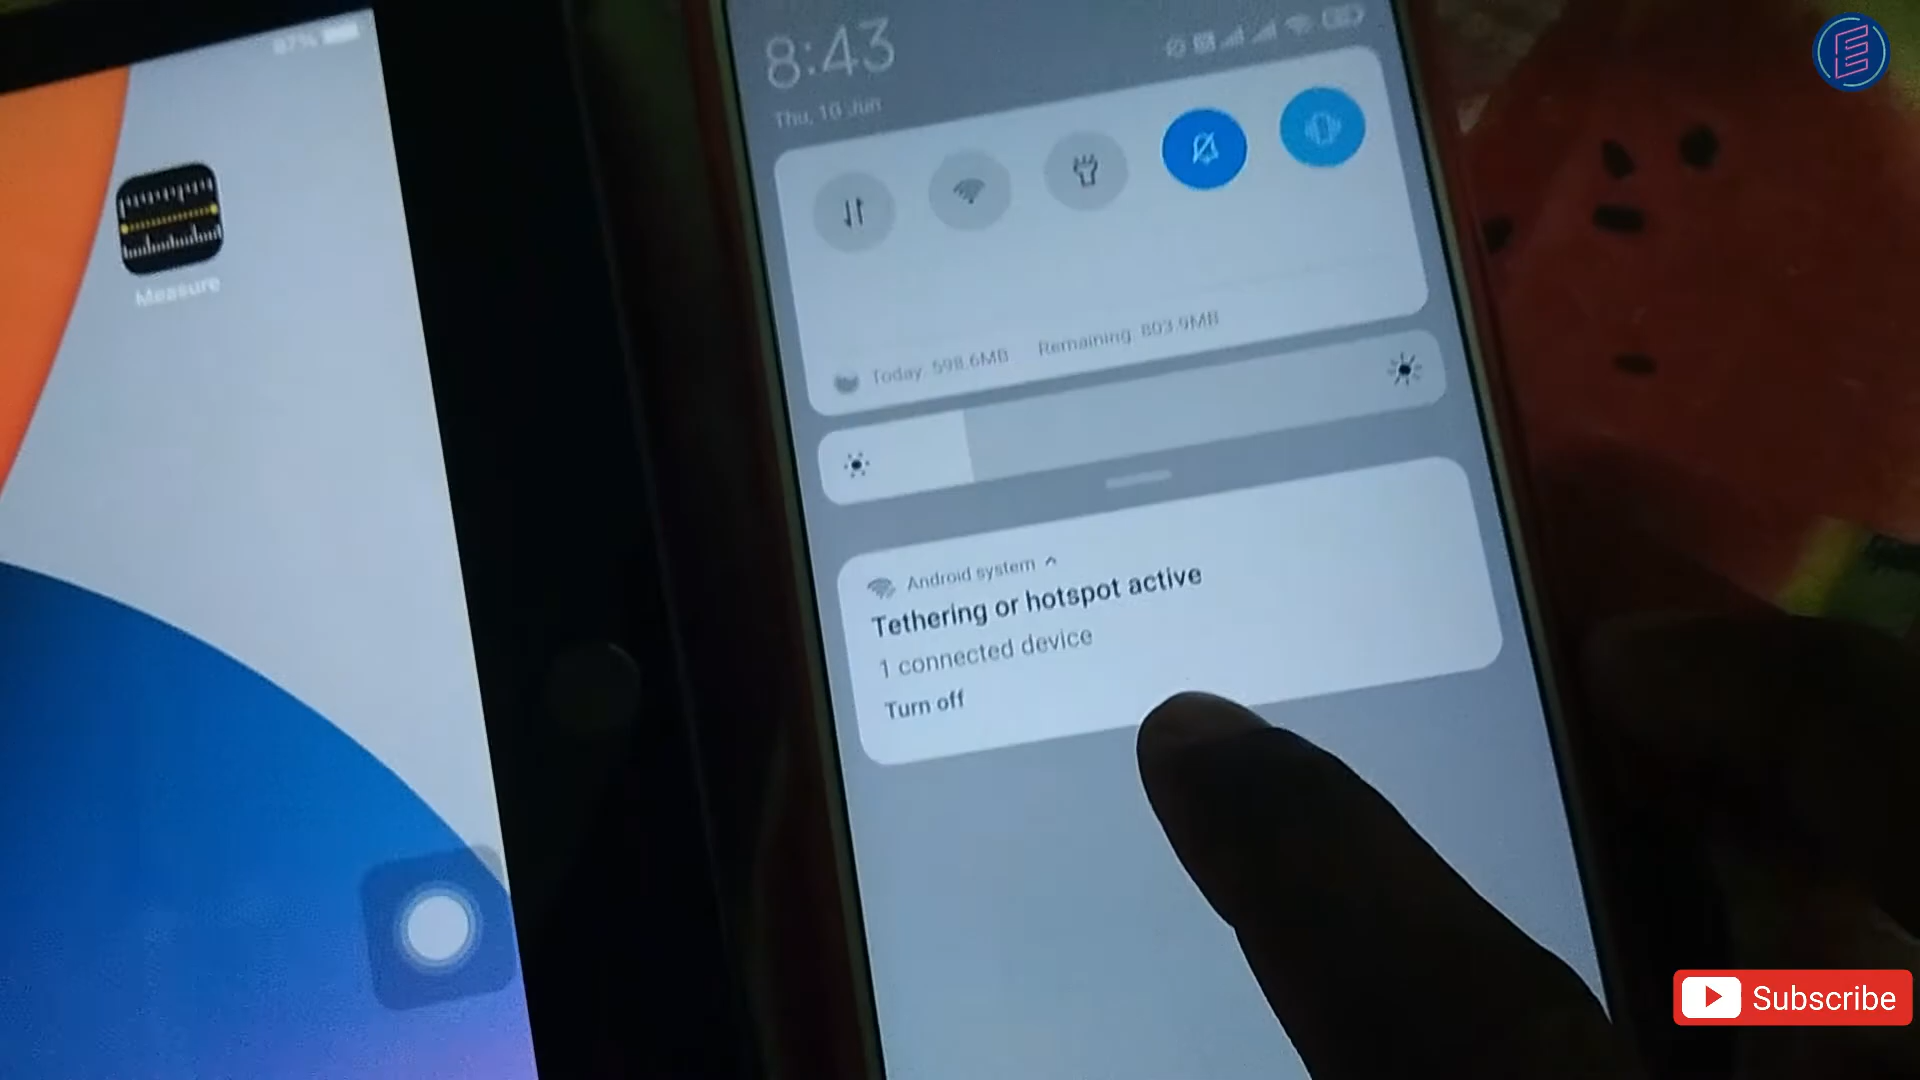 87%
Measure
8:43
Thu, 10 Jun
Today: 598.6MB Remaining: 803.9MB
Android system
Tethering or hotspot active
1 connected device
Turn off
Subscribe